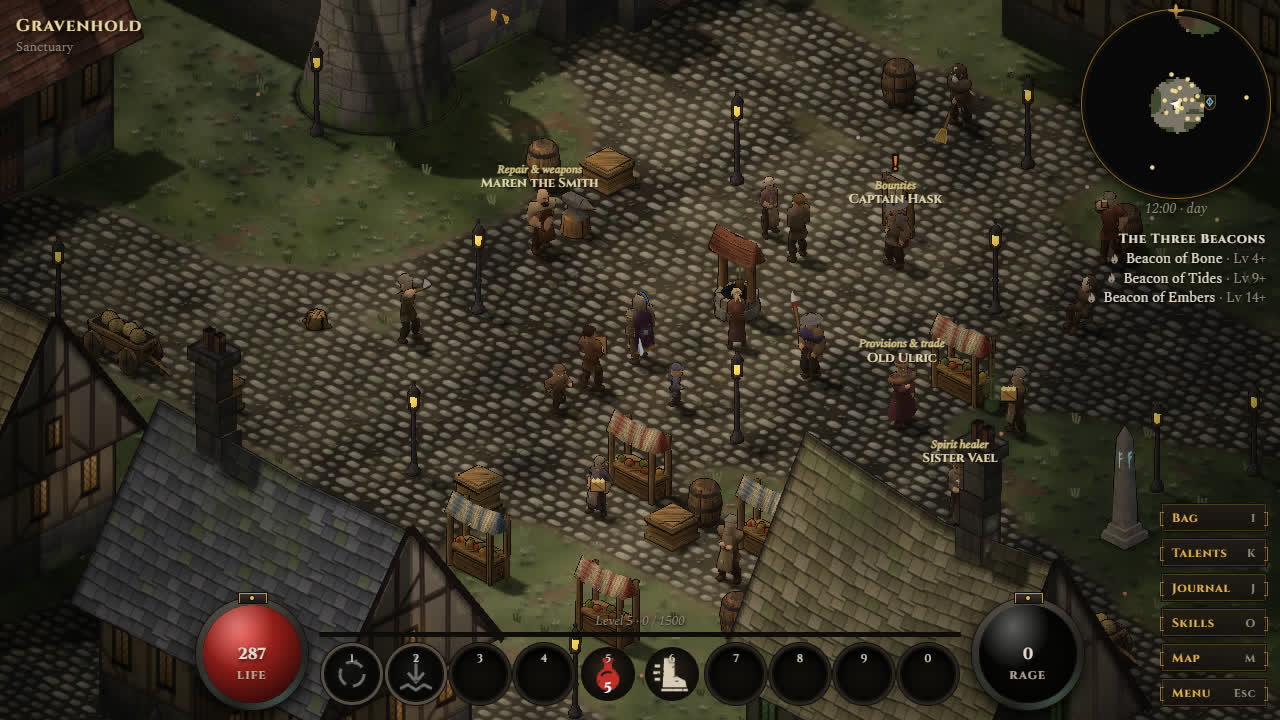 GRAVENHOLD
Sanctuary
Repair & weapons
MAREN THE SMITH
!
Bounties
CAPTAIN HASK
12:00 · day
THE THREE BEACONS
Beacon of Bone · Lv 4+
Beacon of Tides · Lv 9+
Beacon of Embers · Lv 14+
Provisions & trade
OLD ULRIC
Spirit healer
SISTER VAEL
BAG I
TALENTS K
JOURNAL J
SKILLS O
MAP M
MENU ESC
Level 5 · 0 / 1500
287
LIFE
1 2 3 4 5 6 7 8 9 0
5
0
RAGE